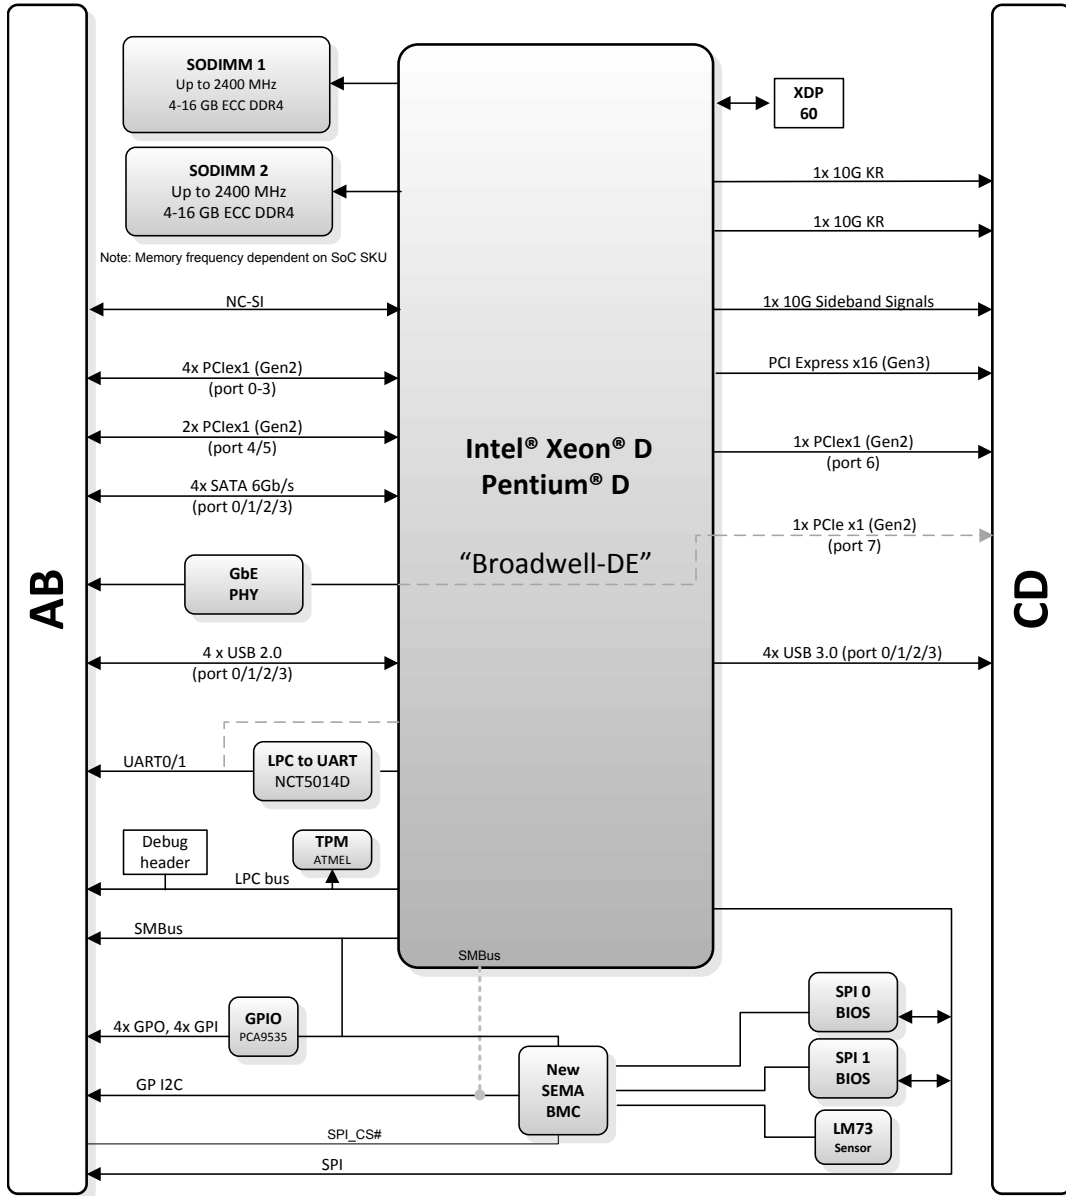 SODIMM 1
Up to 2400 MHz
4-16 GB ECC DDR4
SODIMM 2
Up to 2400 MHz
4-16 GB ECC DDR4
Note: Memory frequency dependent on SoC SKU
NC-SI
4x PCIex1 (Gen2)
(port 0-3)
2x PCIex1 (Gen2)
(port 4/5)
4x SATA 6Gb/s
(port 0/1/2/3)
GbE
PHY
4 x USB 2.0
(port 0/1/2/3)
UART0/1
LPC to UART
NCT5014D
Debug
header
TPM
ATMEL
LPC bus
SMBus
4x GPO, 4x GPI
GPIO
PCA9535
GP I2C
SPI_CS#
SPI
AB
Intel® Xeon® D
Pentium® D
“Broadwell-DE”
SMBus
New
SEMA
BMC
XDP
60
1x 10G KR
1x 10G KR
1x 10G Sideband Signals
PCI Express x16 (Gen3)
1x PCIex1 (Gen2)
(port 6)
1x PCIe x1 (Gen2)
(port 7)
4x USB 3.0 (port 0/1/2/3)
SPI 0
BIOS
SPI 1
BIOS
LM73
Sensor
CD